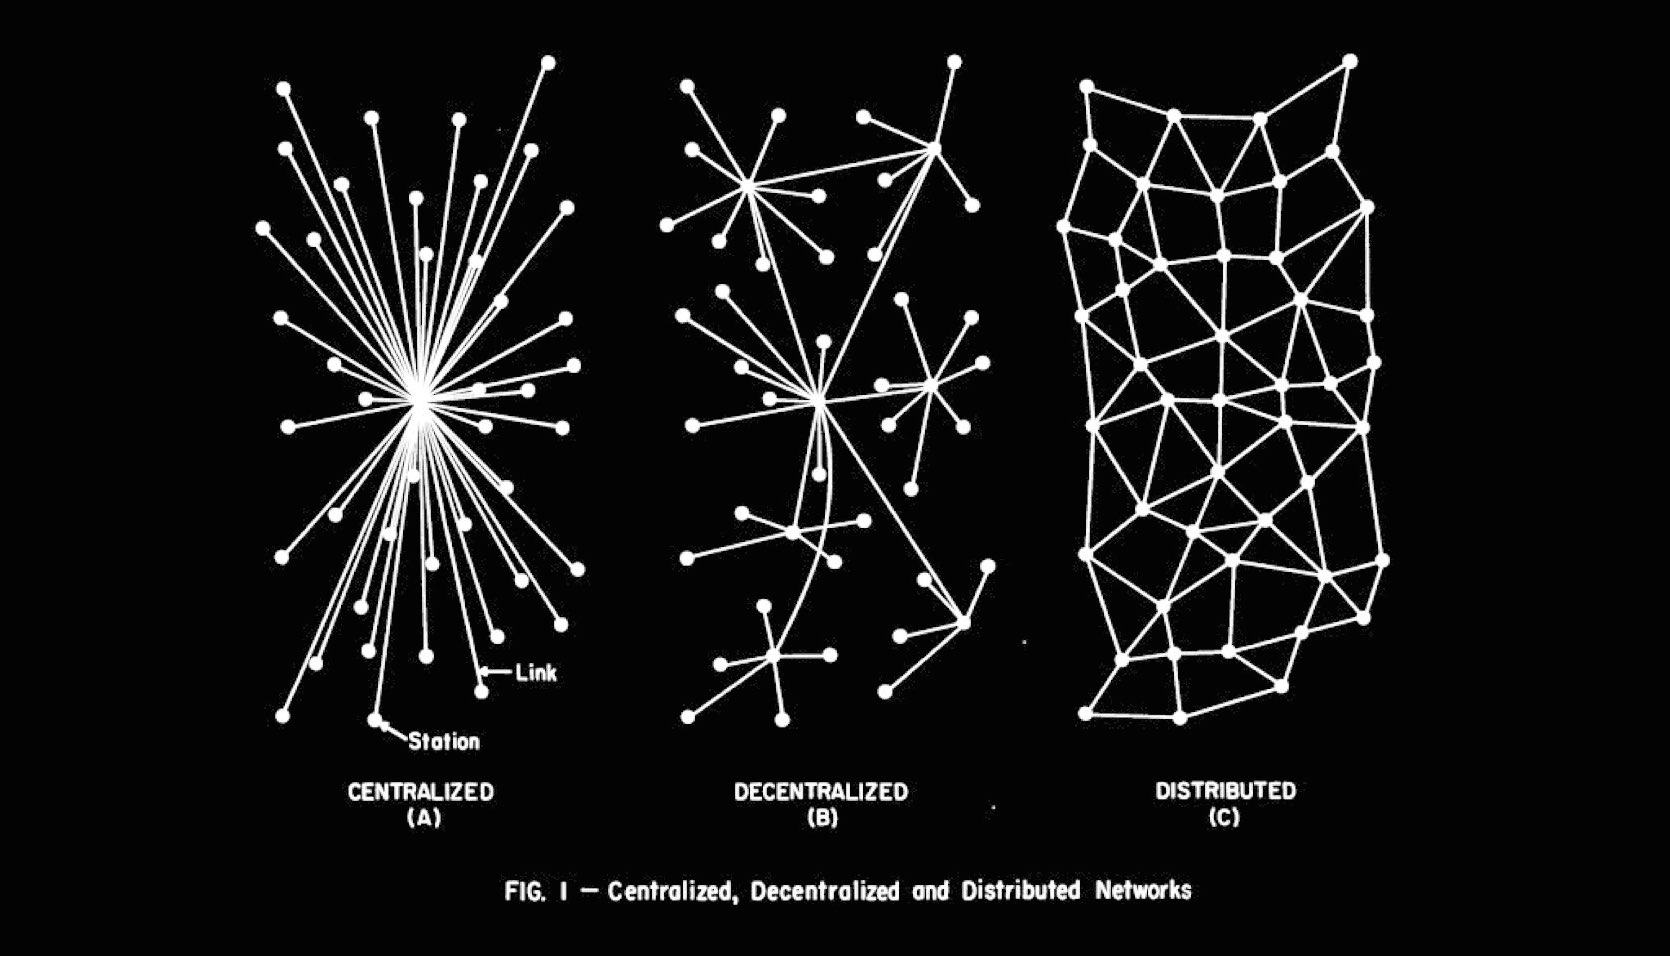 Link
Station
CENTRALIZED
(A)
DECENTRALIZED
(B)
DISTRIBUTED
(C)
FIG. I — Centralized, Decentralized and Distributed Networks